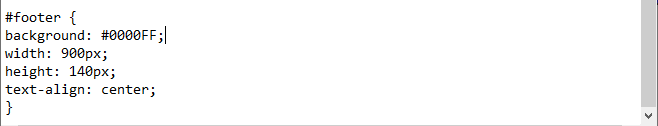 #footer {
background: #0000FF;
width: 900px;
height: 140px;
text-align: center;
}